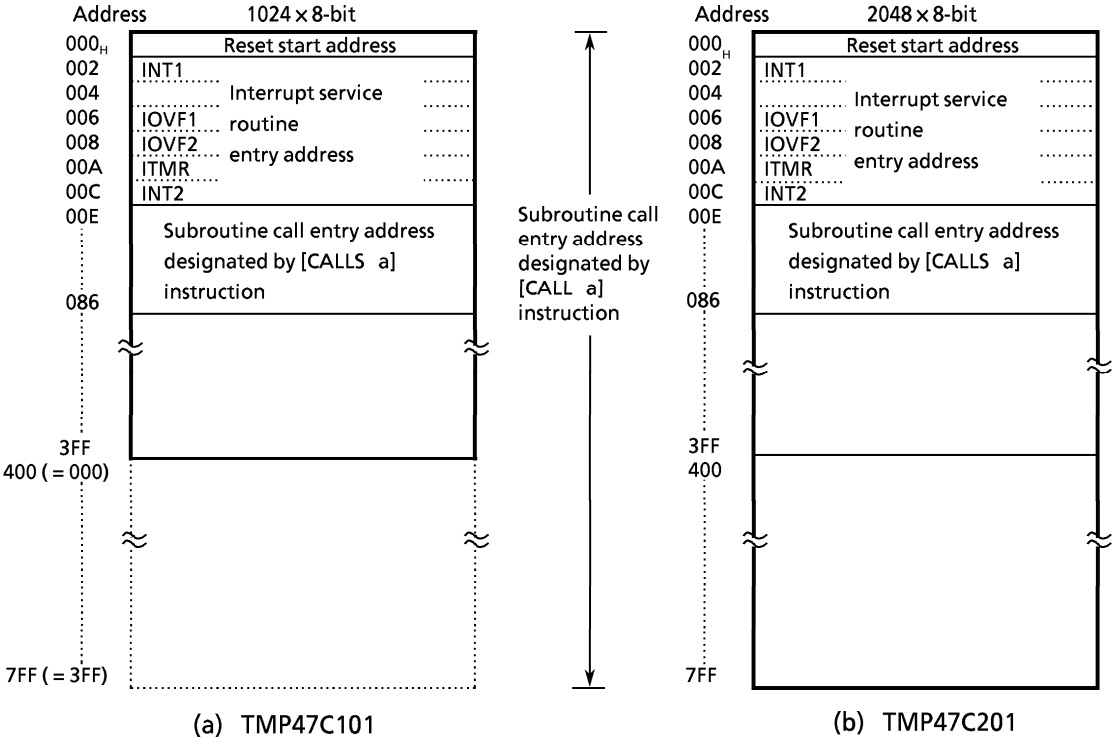 Address 1024 × 8-bit
000H Reset start address
002 INT1
004 Interrupt service
006 IOVF1 routine
008 IOVF2
entry address
00A ITMR
00C INT2
00E
Subroutine call entry address
designated by [CALLS a]
instruction
086
3FF
400 ( = 000)
7FF ( = 3FF)
(a) TMP47C101
Subroutine call
entry address
designated by
[CALL a]
instruction
Address 2048 × 8-bit
000H Reset start address
002 INT1
004 Interrupt service
006 IOVF1 routine
008 IOVF2
entry address
00A ITMR
00C INT2
00E
Subroutine call entry address
designated by [CALLS a]
instruction
086
3FF
400
7FF
(b) TMP47C201